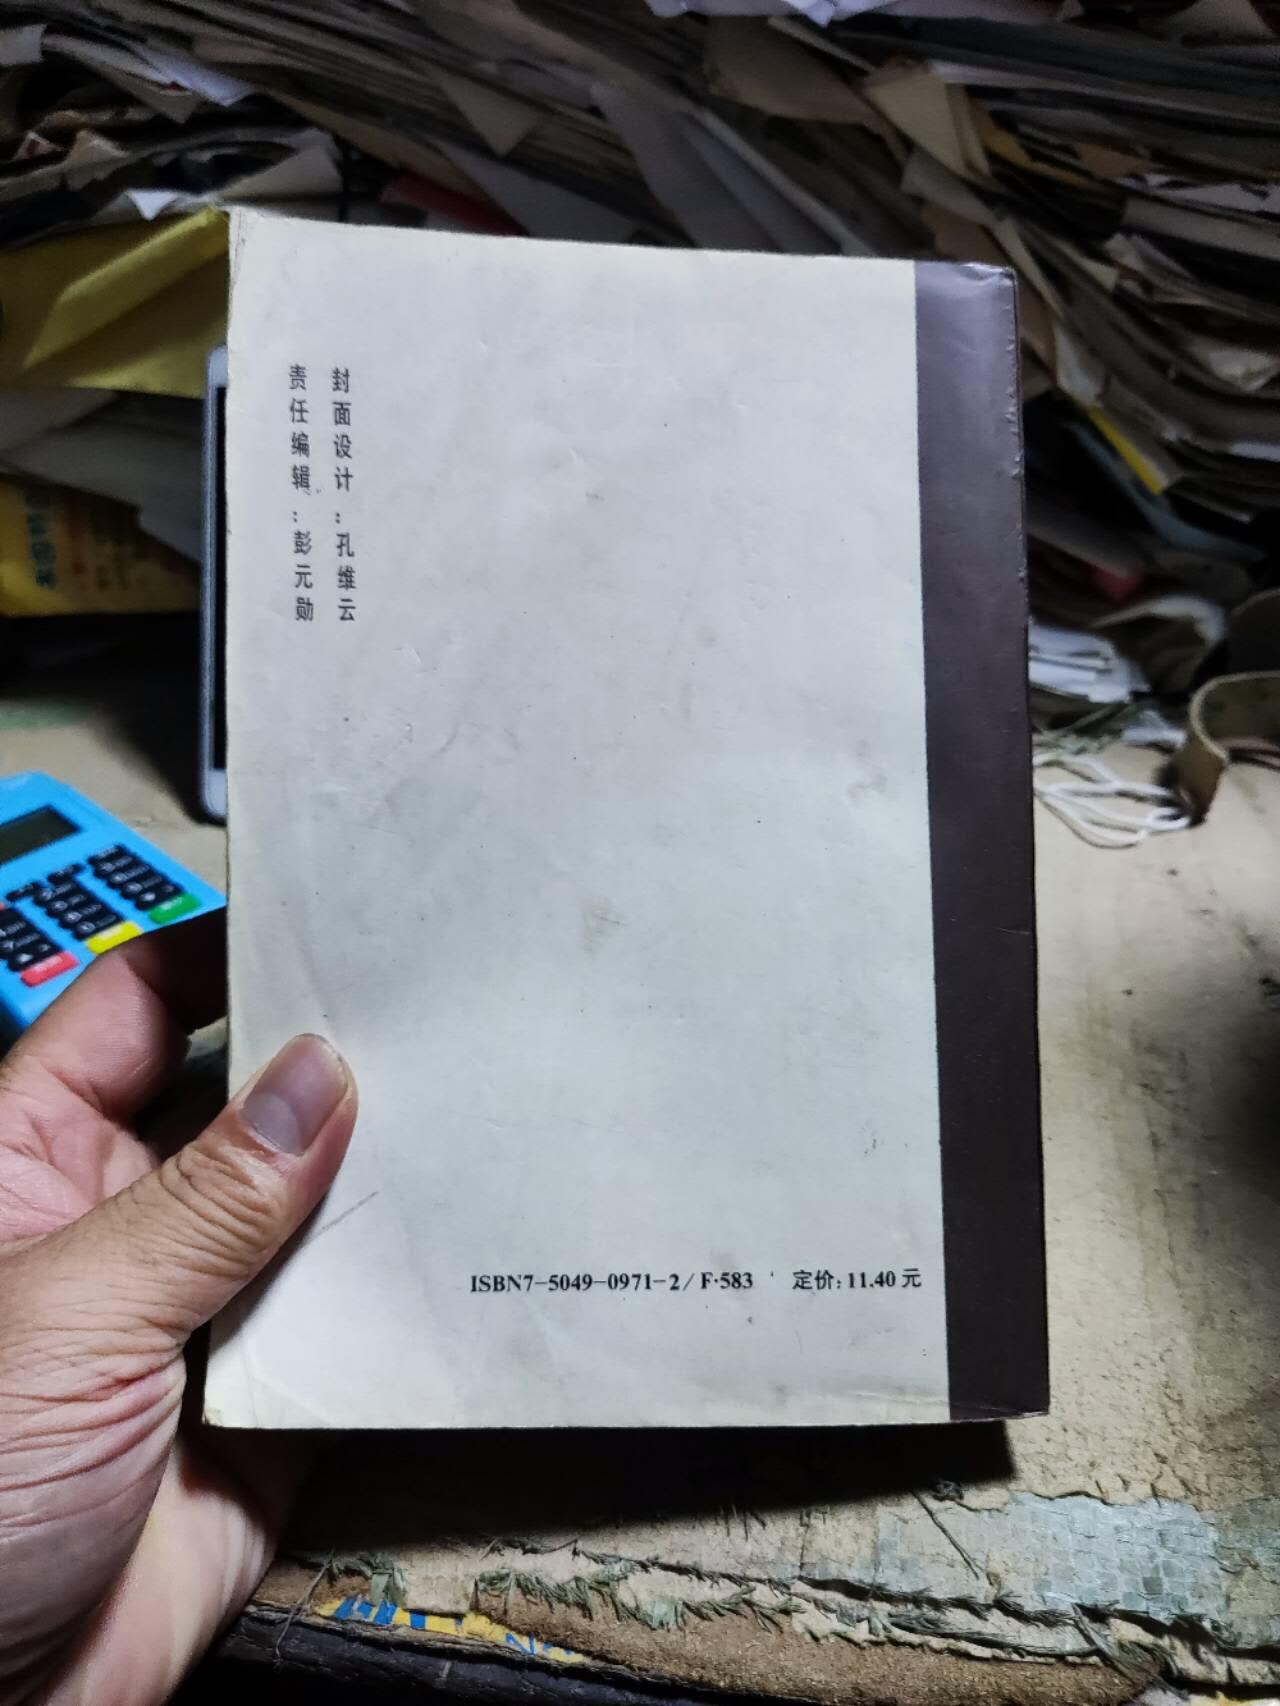 封面设计：孔维云
责任编辑：彭元勋
ISBN7-5049-0971-2/F·583 定价：11.40元